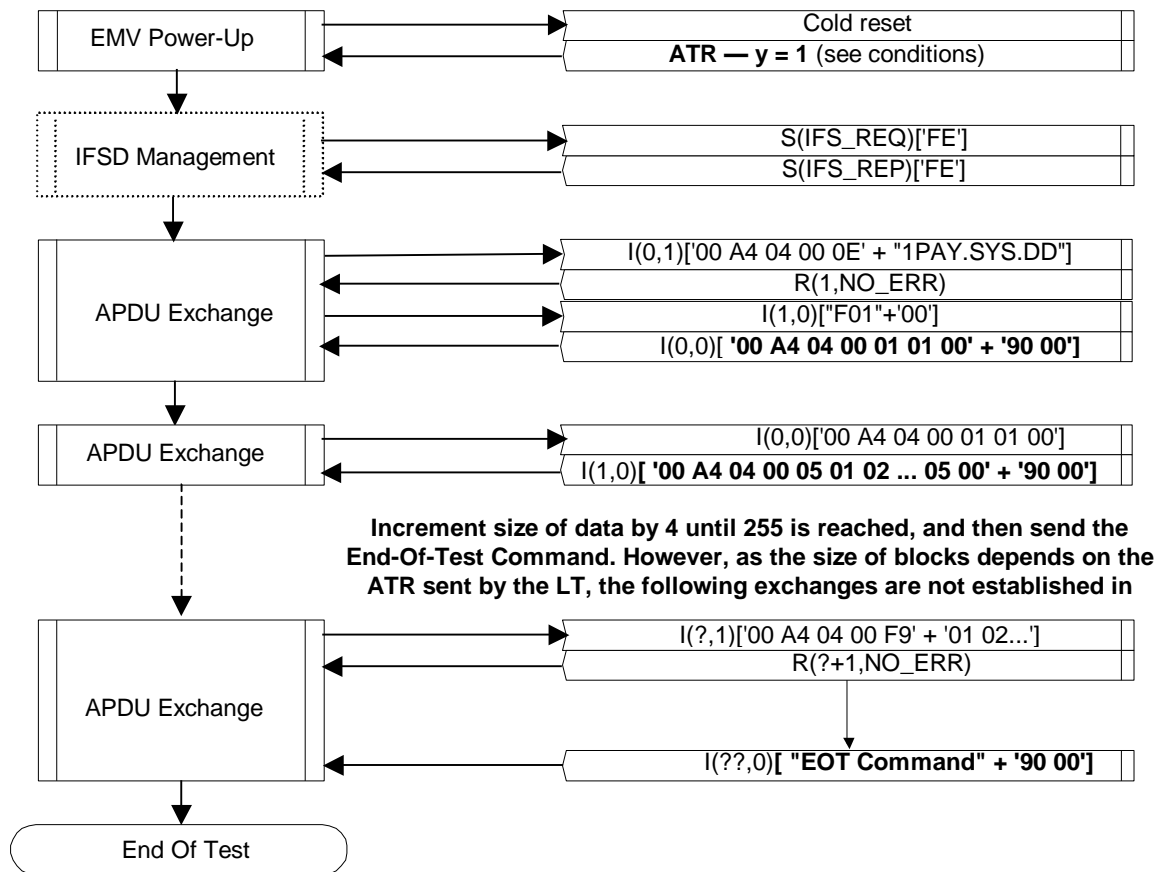 EMV Power-Up
Cold reset
ATR — y = 1 (see conditions)
IFSD Management
S(IFS_REQ)['FE']
S(IFS_REP)['FE']
APDU Exchange
I(0,1)['00 A4 04 00 0E' + "1PAY.SYS.DD"]
R(1,NO_ERR)
I(1,0)["F01"+'00']
I(0,0)[ '00 A4 04 00 01 01 00' + '90 00']
APDU Exchange
I(0,0)['00 A4 04 00 01 01 00']
I(1,0)[ '00 A4 04 00 05 01 02 ... 05 00' + '90 00']
Increment size of data by 4 until 255 is reached, and then send the
End-Of-Test Command. However, as the size of blocks depends on the
ATR sent by the LT, the following exchanges are not established in
APDU Exchange
I(?,1)['00 A4 04 00 F9' + '01 02...']
R(?+1,NO_ERR)
I(??,0)[ "EOT Command" + '90 00']
End Of Test